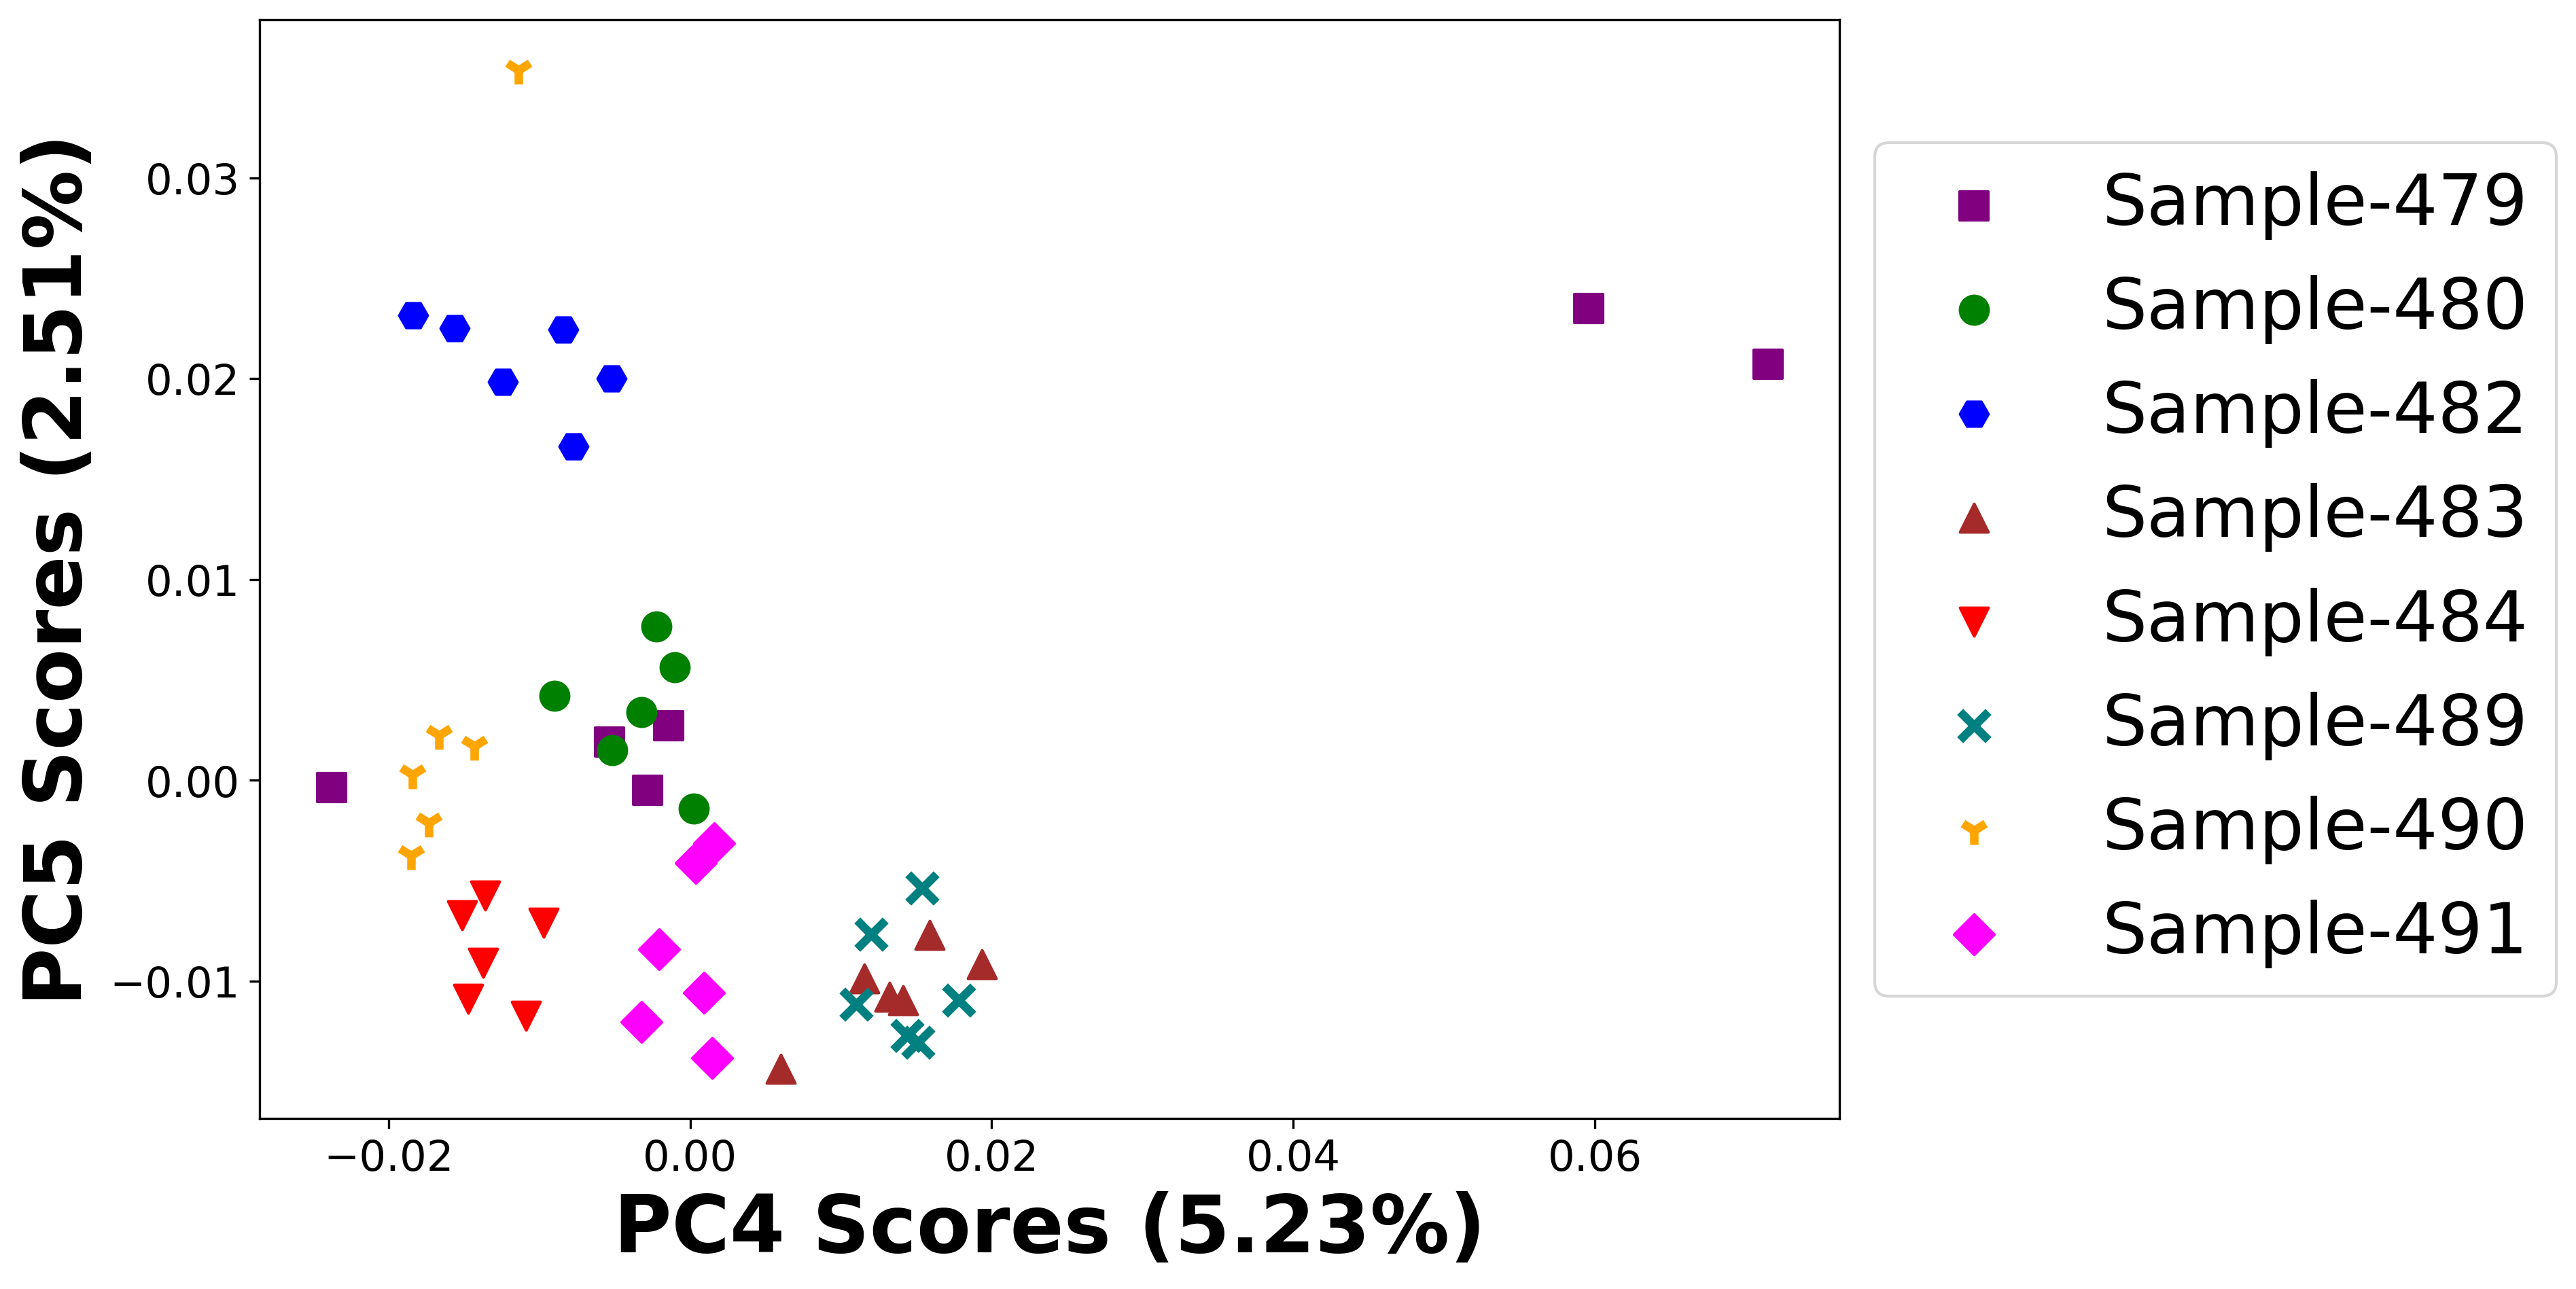 PC5 Scores (2.51%)
0.03
0.02
0.01
0.00
−0.01
−0.02
0.00
0.02
0.04
0.06
PC4 Scores (5.23%)
Sample-479
Sample-480
Sample-482
Sample-483
Sample-484
Sample-489
Sample-490
Sample-491